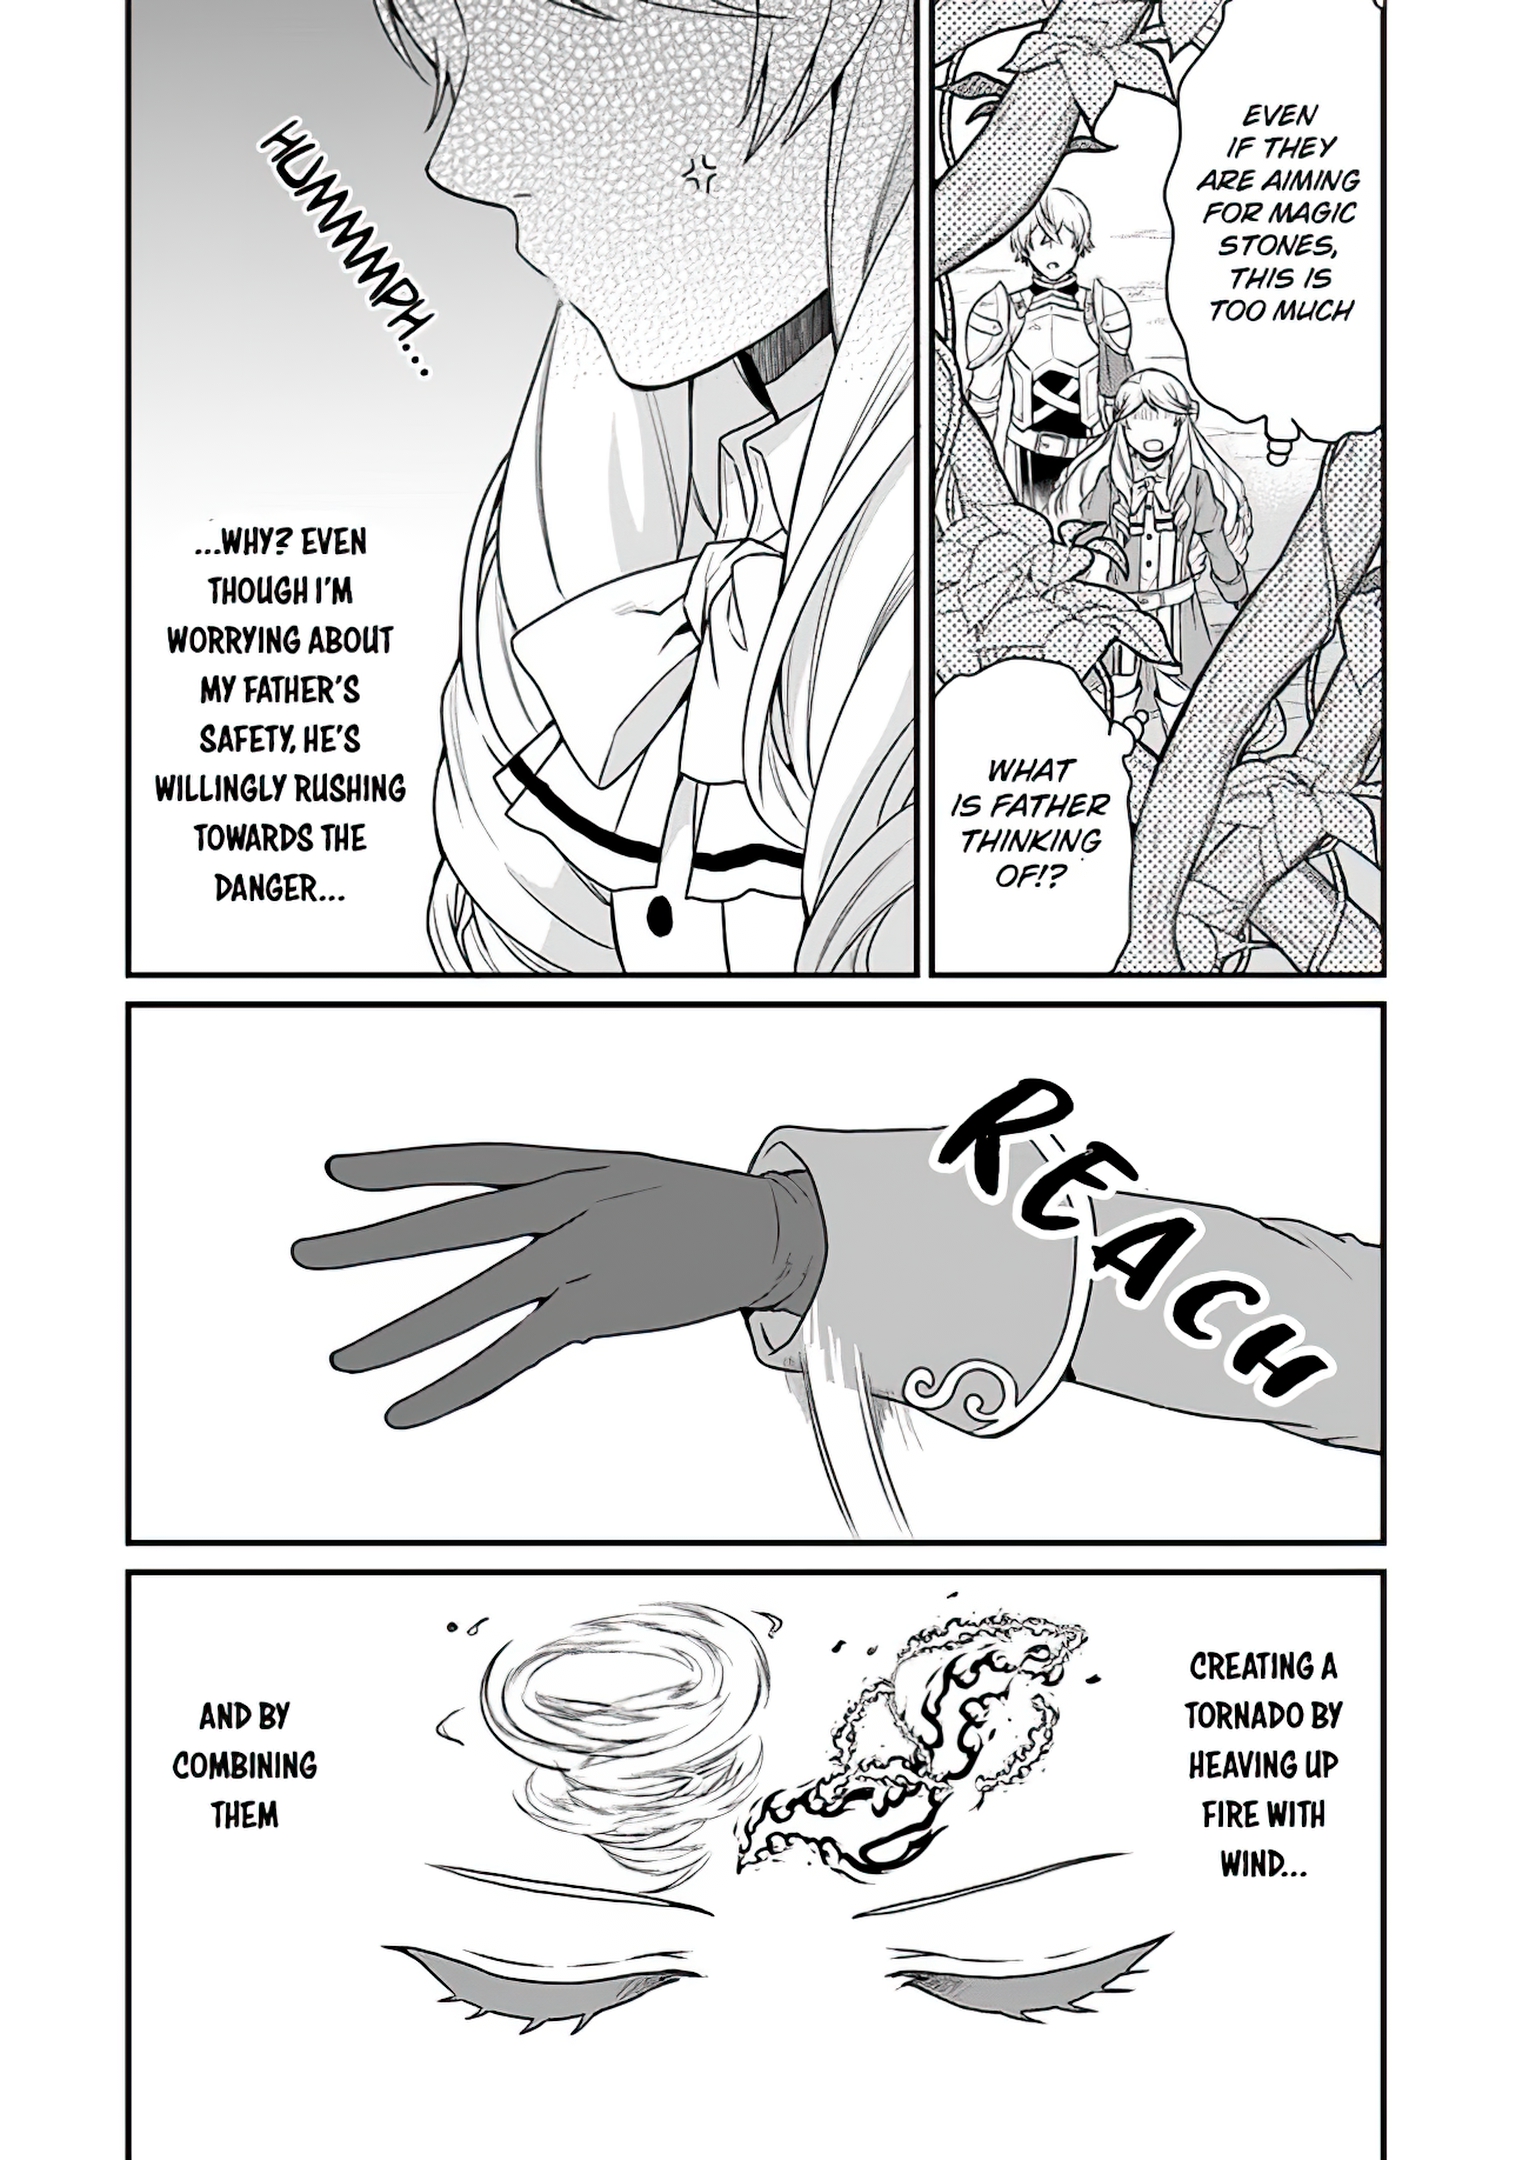 EVEN
IF THEY
ARE AIMING
FOR MAGIC
STONES,
THIS IS
TOO MUCH
WHAT
IS FATHER
THINKING
OF!?
HUMMMMPH...
...WHY? EVEN
THOUGH I'M
WORRYING ABOUT
MY FATHER'S
SAFETY, HE'S
WILLINGLY RUSHING
TOWARDS THE
DANGER...
REACH
CREATING A
TORNADO BY
HEAVING UP
FIRE WITH
WIND...
AND BY
COMBINING
THEM